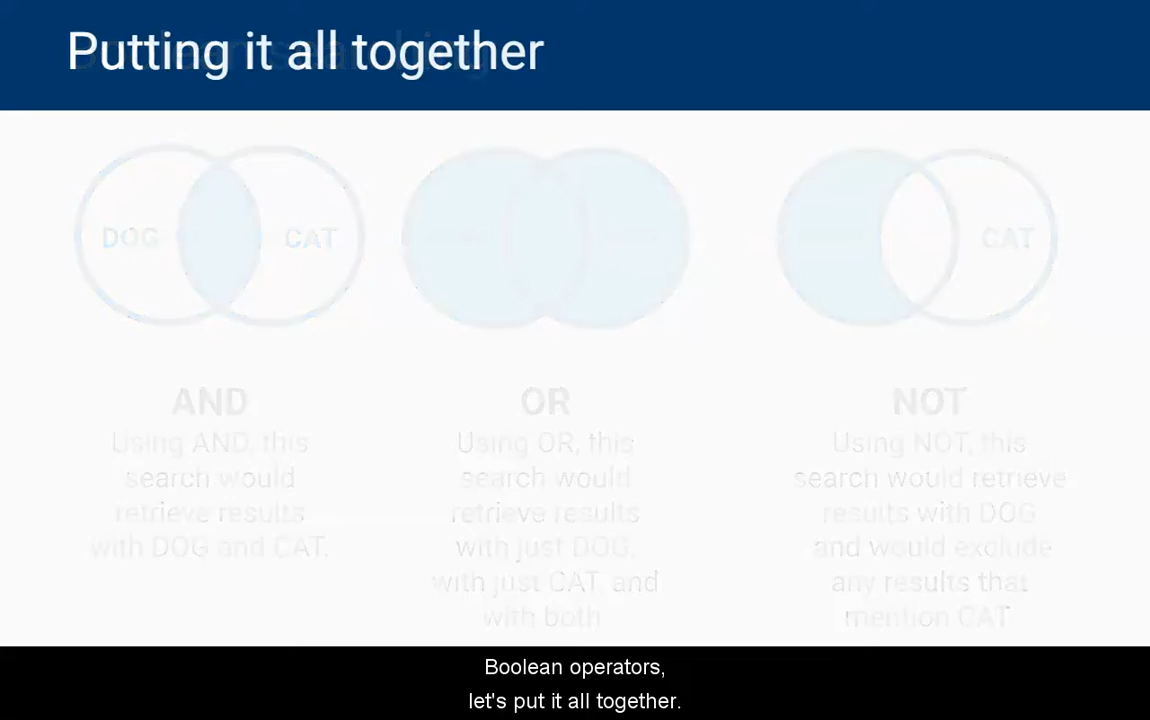 Putting it all together
DOG
CAT
CAT
AND
OR
NOT
Using AND, this
search would
retrieve results
with DOG and CAT.
Using OR, this
search would
retrieve results
with just DOG,
with just CAT, and
with both
Using NOT, this
search would retrieve
results with DOG
and would exclude
any results that
mention CAT
Boolean operators,
let's put it all together.